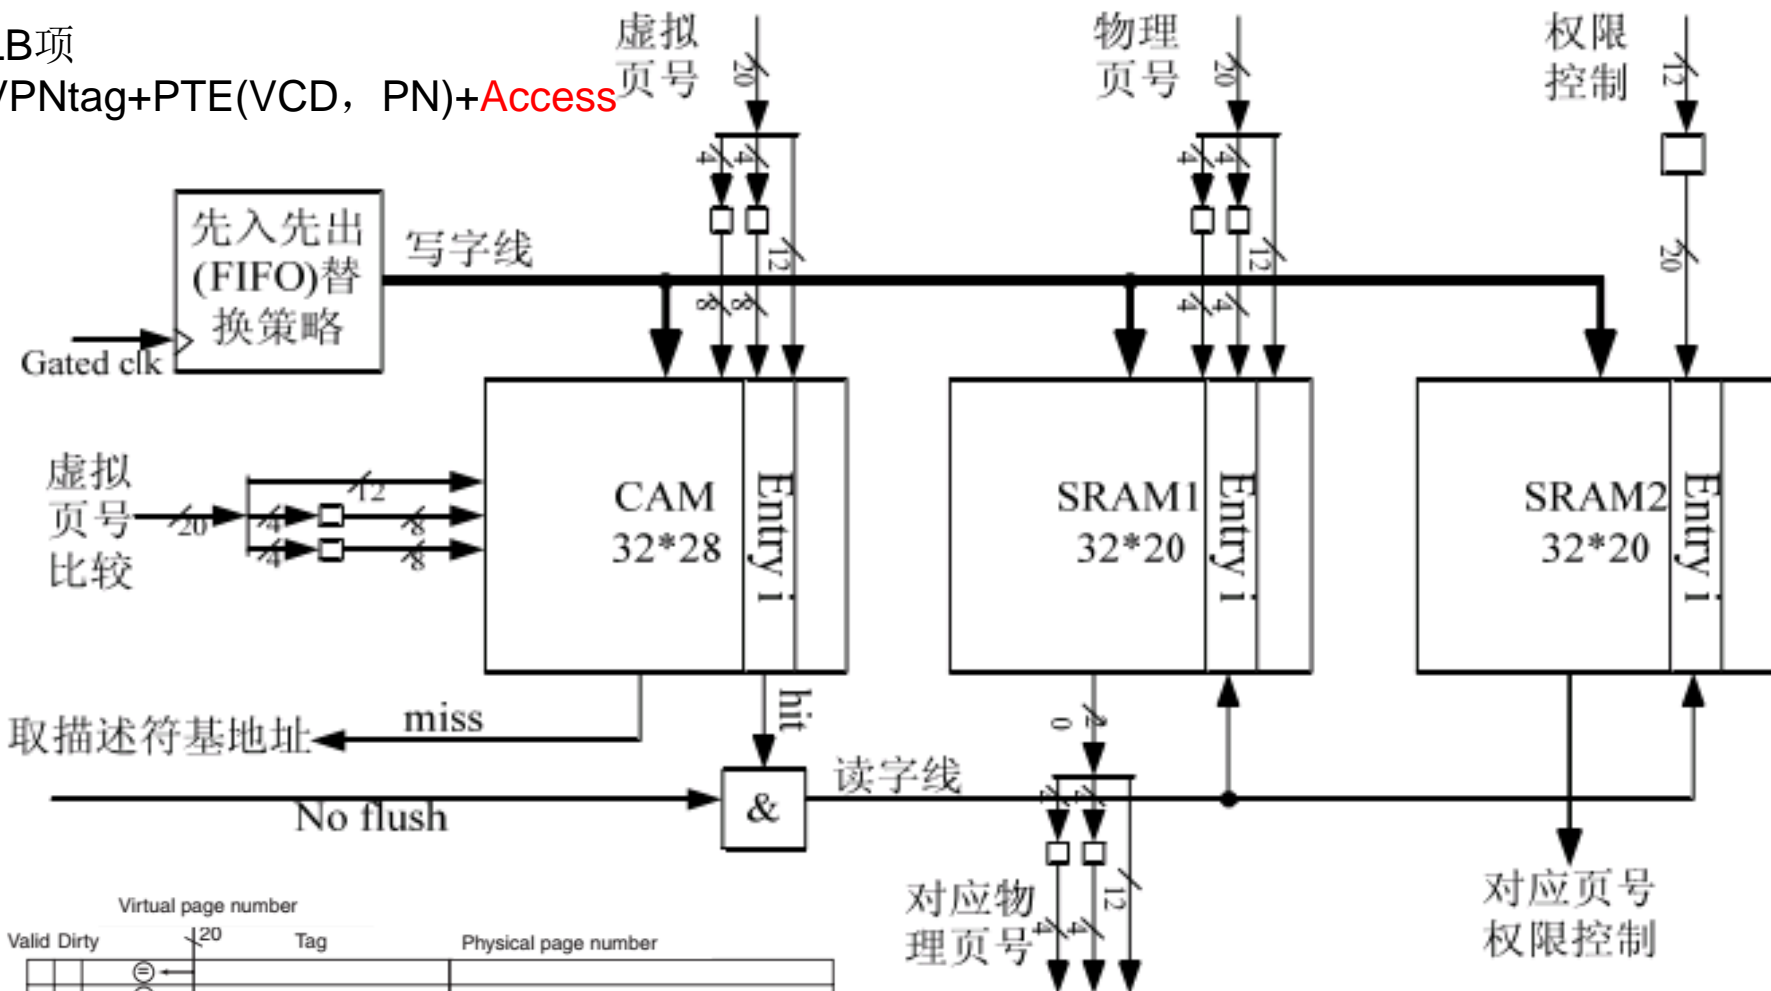 LB项
VPNtag+PTE(VCD，PN)+Access
虚拟
页号
20
物理
页号
20
权限
控制
12
4
4
4
4
先入先出
(FIFO)替
换策略
写字线
12
12
20
8
8
4
4
Gated clk
虚拟
页号
比较
20
12
4
8
4
8
CAM
32*28
Entry i
SRAM1
32*20
Entry i
SRAM2
32*20
Entry i
取描述符基地址
miss
hit
20
No flush
&
读字线
对应物
理页号
4
4
12
对应页号
权限控制
Virtual page number
Valid Dirty
20
Tag
Physical page number
=